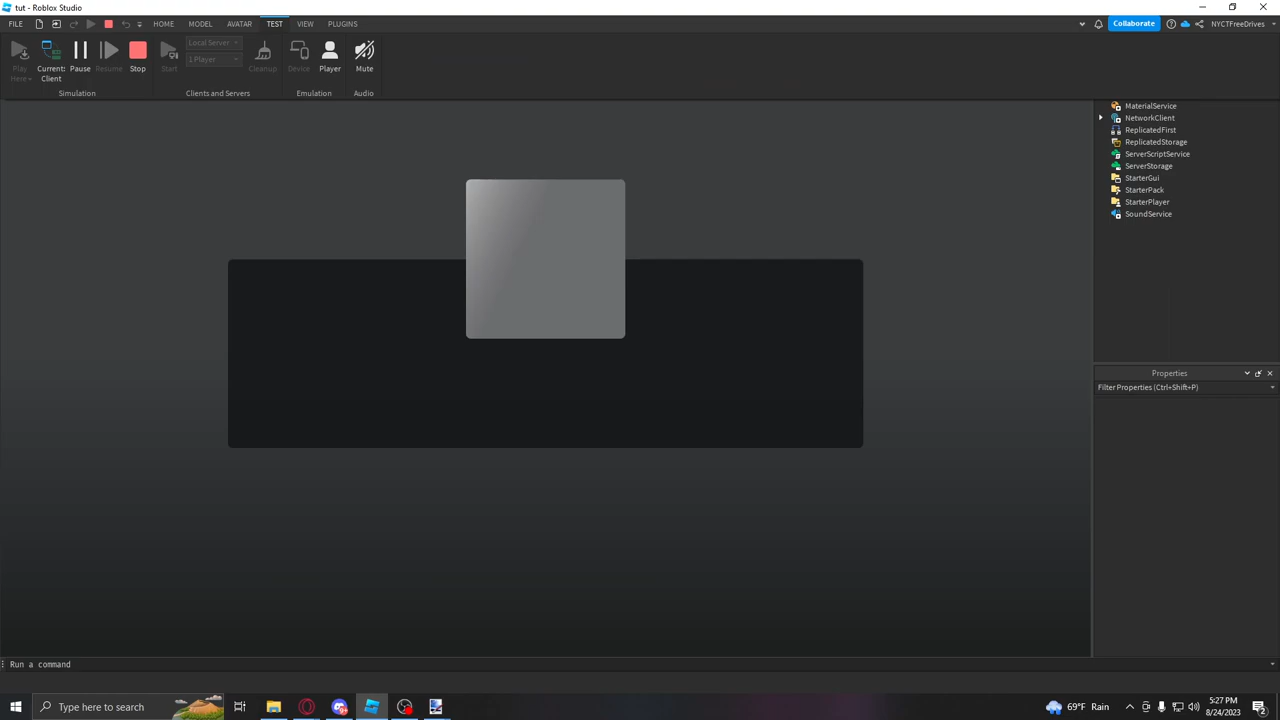 tut - Roblox Studio
FILE HOME MODEL AVATAR TEST VIEW PLUGINS Collaborate NYCTFreeDrives
Play Here Current: Client Pause Resume Stop Start Local Server 1 Player Cleanup Device Player Mute
Simulation Clients and Servers Emulation Audio
MaterialService
NetworkClient
ReplicatedFirst
ReplicatedStorage
ServerScriptService
ServerStorage
StarterGui
StarterPack
StarterPlayer
SoundService
Properties
Filter Properties (Ctrl+Shift+P)
Run a command
Type here to search
69°F Rain
5:27 PM
8/24/2023
2